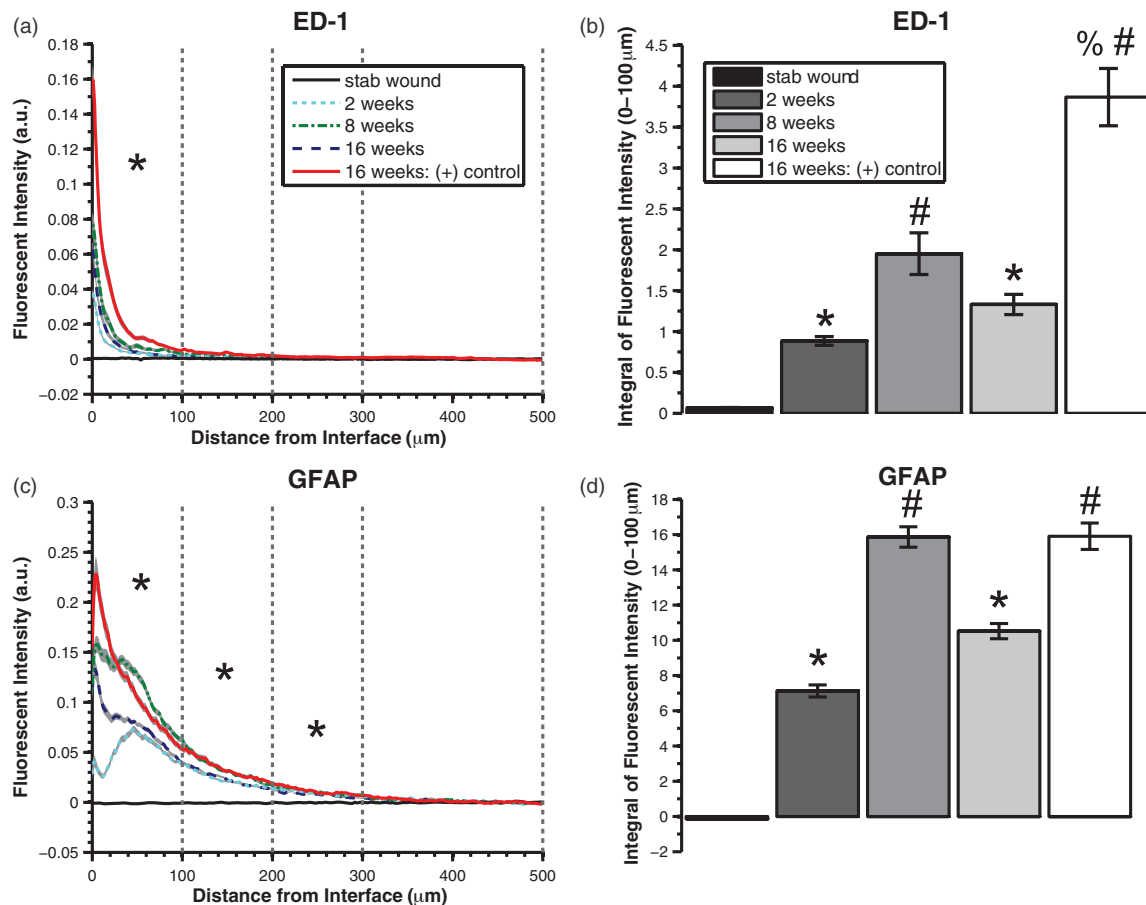 (a)
ED-1
Fluorescent Intensity (a.u.)
0.18
0.16
0.14
0.12
0.1
0.08
0.06
0.04
0.02
0
−0.02
stab wound
2 weeks
8 weeks
16 weeks
16 weeks: (+) control
*
0 100 200 300 400 500
Distance from Interface (μm)
(b)
ED-1
Integral of Fluorescent Intensity (0–100 μm)
4.5
4
3.5
3
2.5
2
1.5
1
0.5
0
stab wound
2 weeks
8 weeks
16 weeks
16 weeks: (+) control
% #
#
*
*
(c)
GFAP
Fluorescent Intensity (a.u.)
0.3
0.25
0.2
0.15
0.1
0.05
0
−0.05
*
*
*
0 100 200 300 400 500
Distance from Interface (μm)
(d)
GFAP
Integral of Fluorescent Intensity (0–100 μm)
18
16
14
12
10
8
6
4
2
0
−2
*
#
*
#